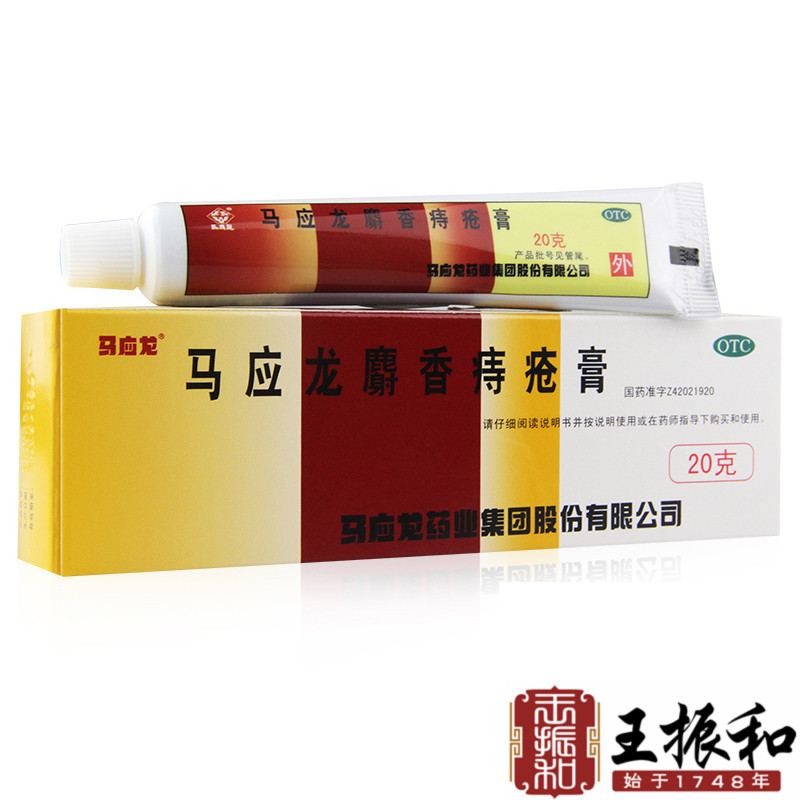 马应龙麝香痔疮膏
OTC
20克
产品批号见管尾。
马应龙药业集团股份有限公司
外
马应龙®
马应龙麝香痔疮膏
OTC
国药准字Z42021920
请仔细阅读说明书并按说明使用或在药师指导下购买和使用。
20克
马应龙药业集团股份有限公司
王振和
王振和
始于1748年